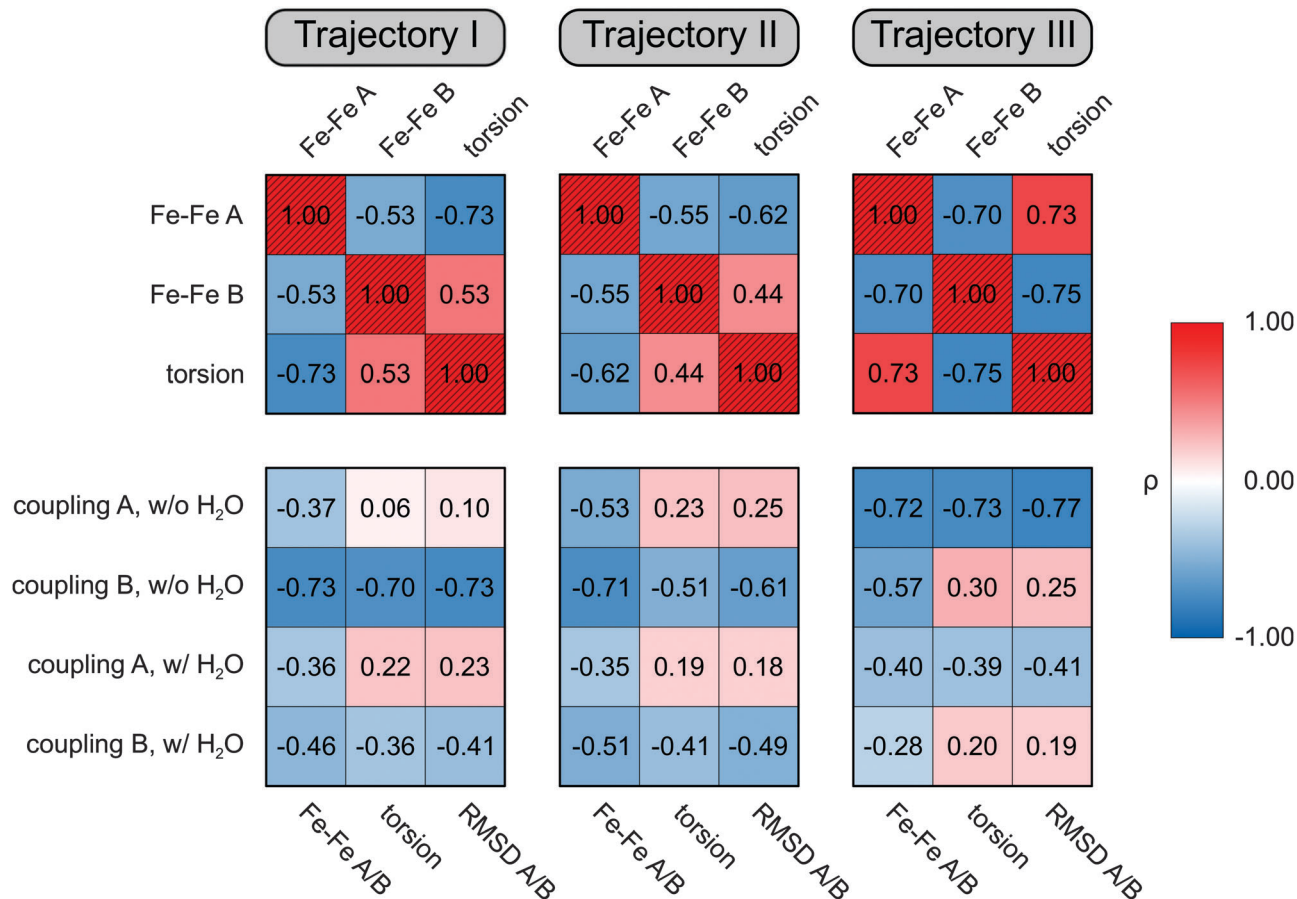 Trajectory I Trajectory II Trajectory III
Fe-Fe A Fe-Fe B torsion Fe-Fe A Fe-Fe B torsion Fe-Fe A Fe-Fe B torsion
Fe-Fe A 1.00 -0.53 -0.73 1.00 -0.55 -0.62 1.00 -0.70 0.73
Fe-Fe B -0.53 1.00 0.53 -0.55 1.00 0.44 -0.70 1.00 -0.75
torsion -0.73 0.53 1.00 -0.62 0.44 1.00 0.73 -0.75 1.00
coupling A, w/o H₂O -0.37 0.06 0.10 -0.53 0.23 0.25 -0.72 -0.73 -0.77
coupling B, w/o H₂O -0.73 -0.70 -0.73 -0.71 -0.51 -0.61 -0.57 0.30 0.25
coupling A, w/ H₂O -0.36 0.22 0.23 -0.35 0.19 0.18 -0.40 -0.39 -0.41
coupling B, w/ H₂O -0.46 -0.36 -0.41 -0.51 -0.41 -0.49 -0.28 0.20 0.19
Fe-Fe A/B torsion RMSD A/B Fe-Fe A/B torsion RMSD A/B Fe-Fe A/B torsion RMSD A/B
1.00
ρ 0.00
-1.00